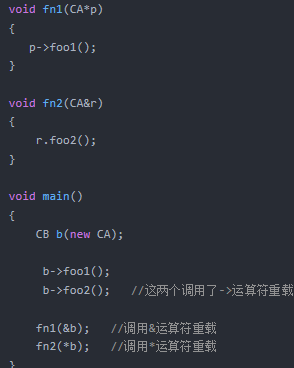 void fn1(CA*p)
{
p->foo1();
}
void fn2(CA&r)
{
r.foo2();
}
void main()
{
CB b(new CA);
b->foo1();
b->foo2(); //这两个调用了->运算符重载
fn1(&b); //调用&运算符重载
fn2(*b); //调用*运算符重载
}